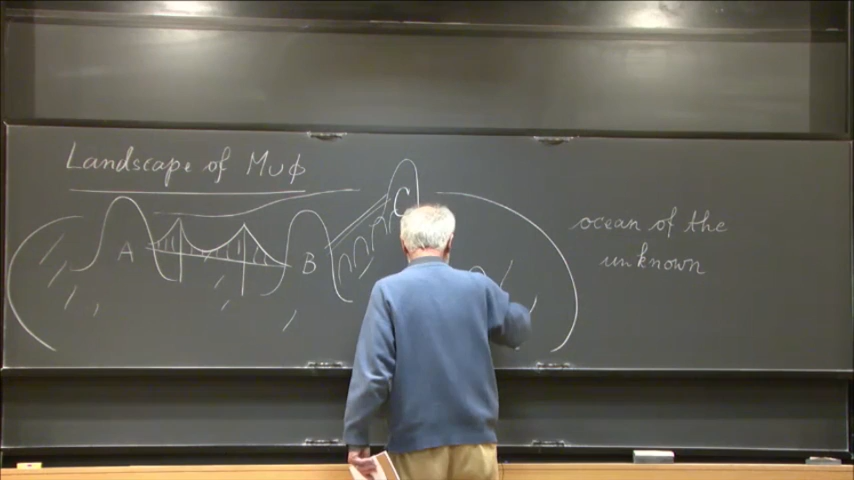 Landscape of Muϕ
A
B
C
ocean of the
unknown